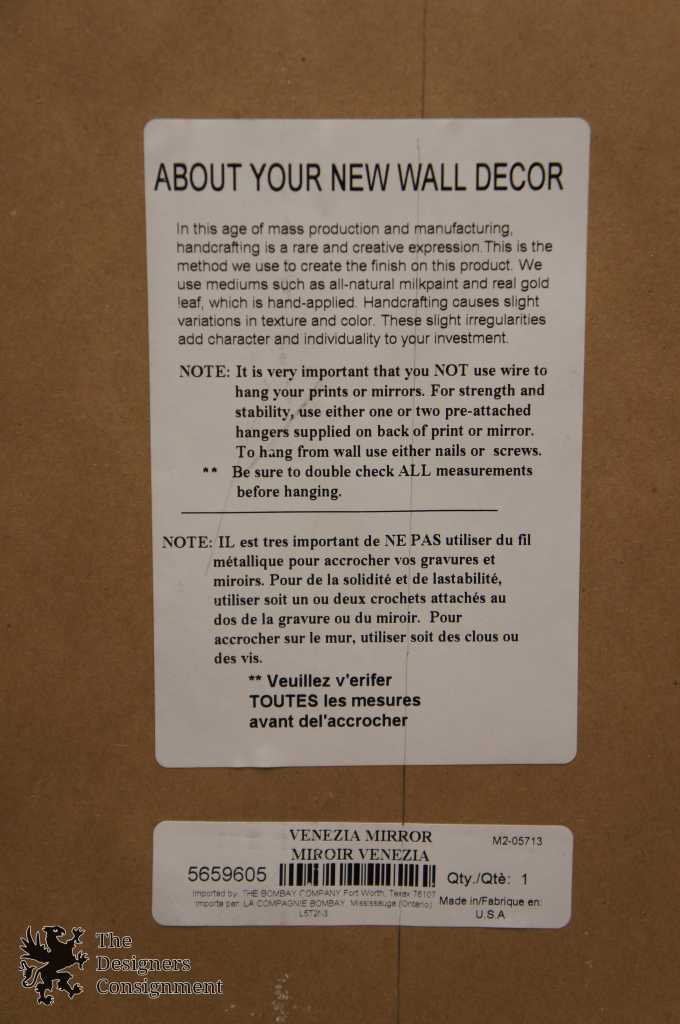 ABOUT YOUR NEW WALL DECOR
In this age of mass production and manufacturing,
handcrafting is a rare and creative expression.This is the
method we use to create the finish on this product. We
use mediums such as all-natural milkpaint and real gold
leaf, which is hand-applied. Handcrafting causes slight
variations in texture and color. These slight irregularities
add character and individuality to your investment.
NOTE: It is very important that you NOT use wire to
hang your prints or mirrors. For strength and
stability, use either one or two pre-attached
hangers supplied on back of print or mirror.
To hang from wall use either nails or screws.
** Be sure to double check ALL measurements
before hanging.
NOTE: IL est tres important de NE PAS utiliser du fil
métallique pour accrocher vos gravures et
miroirs. Pour de la solidité et de lastabilité,
utiliser soit un ou deux crochets attachés au
dos de la gravure ou du miroir. Pour
accrocher sur le mur, utiliser soit des clous ou
des vis.
** Veuillez v'erifer
TOUTES les mesures
avant del'accrocher
VENEZIA MIRROR
MIROIR VENEZIA
M2-05713
5659605
Qty./Qtè: 1
Imported by: THE BOMBAY COMPANY Fort Worth, Texax 76107
Importe par: LA COMPAGNIE BOMBAY, Mississauga (Ontario)
L5T2N3
Made in/Fabrique en:
U.S.A
The
Designers
Consignment